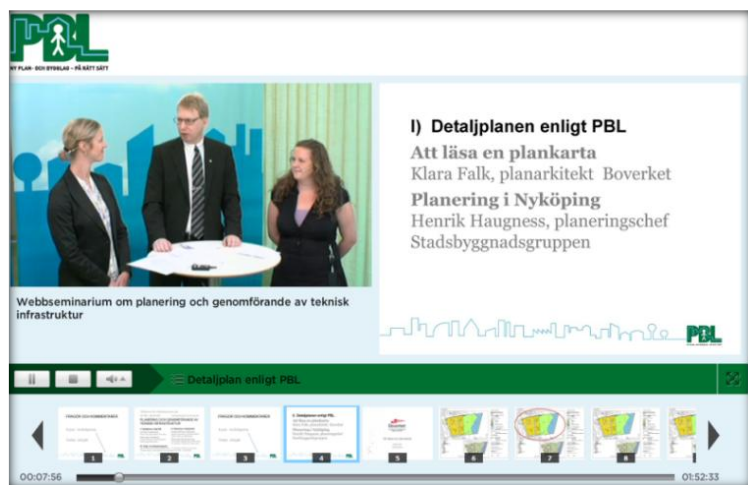 PBL
NY PLAN- OCH BYGGLAG – PÅ RÄTT SÄTT
I) Detaljplanen enligt PBL
Att läsa en plankarta
Klara Falk, planarkitekt Boverket
Planering i Nyköping
Henrik Haugness, planeringschef
Stadsbyggnadsgruppen
Webbseminarium om planering och genomförande av teknisk
infrastruktur
PBL
Detaljplan enligt PBL
1
2
3
4
5
6
7
8
00:07:56
01:52:33